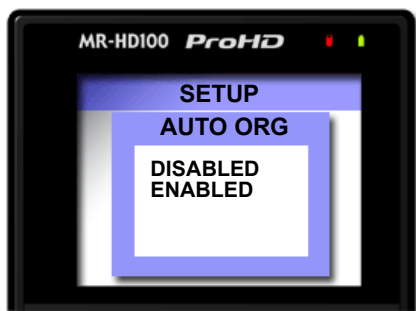 MR-HD100 ProHD
SETUP
AUTO ORG
DISABLED
ENABLED